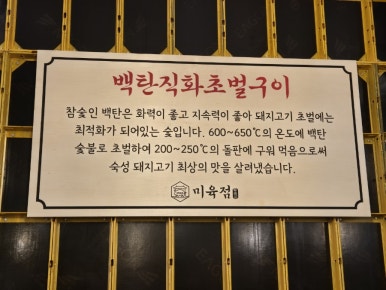 백탄직화초벌구이
참숯인 백탄은 화력이 좋고 지속력이 좋아 돼지고기 초벌에는
최적화가 되어있는 숯입니다. 600~650℃의 온도에 백탄
숯불로 초벌하여 200~250℃의 돌판에 구워 먹음으로써
숙성 돼지고기 최상의 맛을 살려냈습니다.
미육점